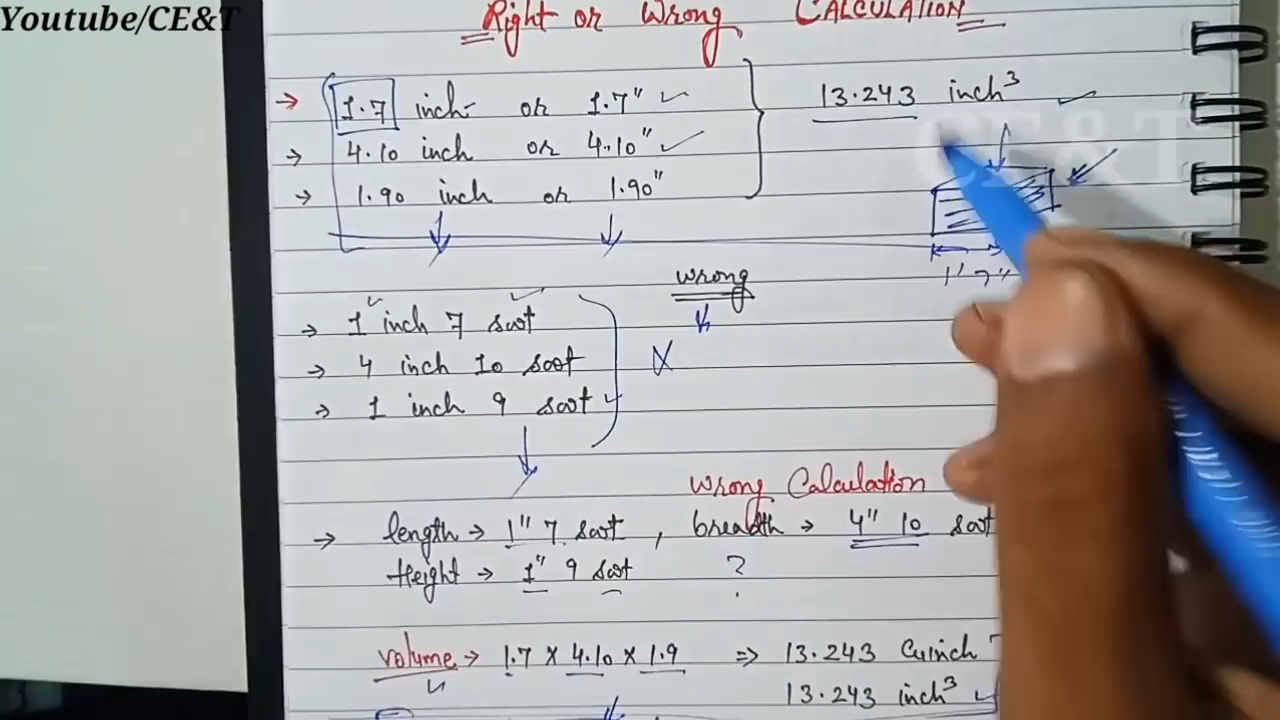 Youtube/CE&T
Right or Wrong CALCULATION
→ 1.7 inch or 1.7" ✓
→ 4.10 inch or 4.10" ✓
→ 1.90 inch or 1.90"
13.243 inch³ ✓
CE&T
1" 7"
wrong
→ 1 inch 7 soot
→ 4 inch 10 soot
→ 1 inch 9 soot
X
Wrong Calculation
→ length → 1" 7 soot, breadth → 4" 10 soot
Height → 1" 9 soot ?
volume → 1.7 X 4.10 X 1.9 ⇒ 13.243 Cuinch
13.243 inch³ ✓